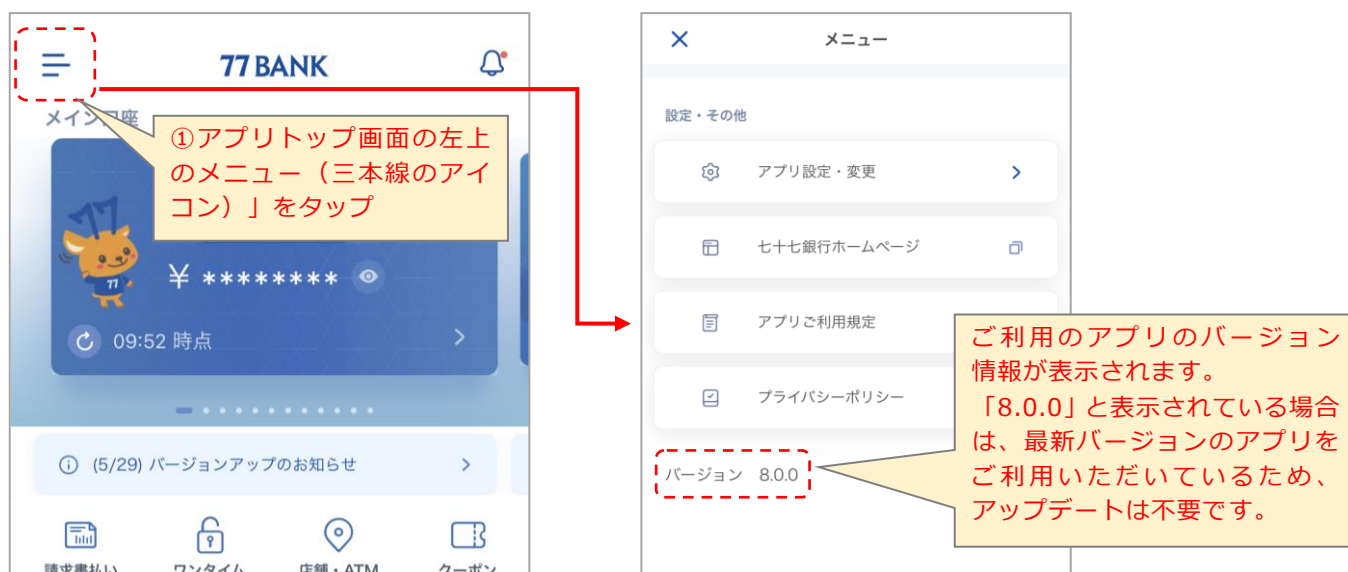 77 BANK
メイン口座
①アプリトップ画面の左上
のメニュー（三本線のアイ
コン）」をタップ
77
77
¥ ********
09:52 時点
(5/29) バージョンアップのお知らせ
請求書払い
ワンタイム
店舗・ATM
クーポン
メニュー
設定・その他
アプリ設定・変更
七十七銀行ホームページ
アプリご利用規定
プライバシーポリシー
バージョン 8.0.0
ご利用のアプリのバージョン
情報が表示されます。
「8.0.0」と表示されている場合
は、最新バージョンのアプリを
ご利用いただいているため、
アップデートは不要です。